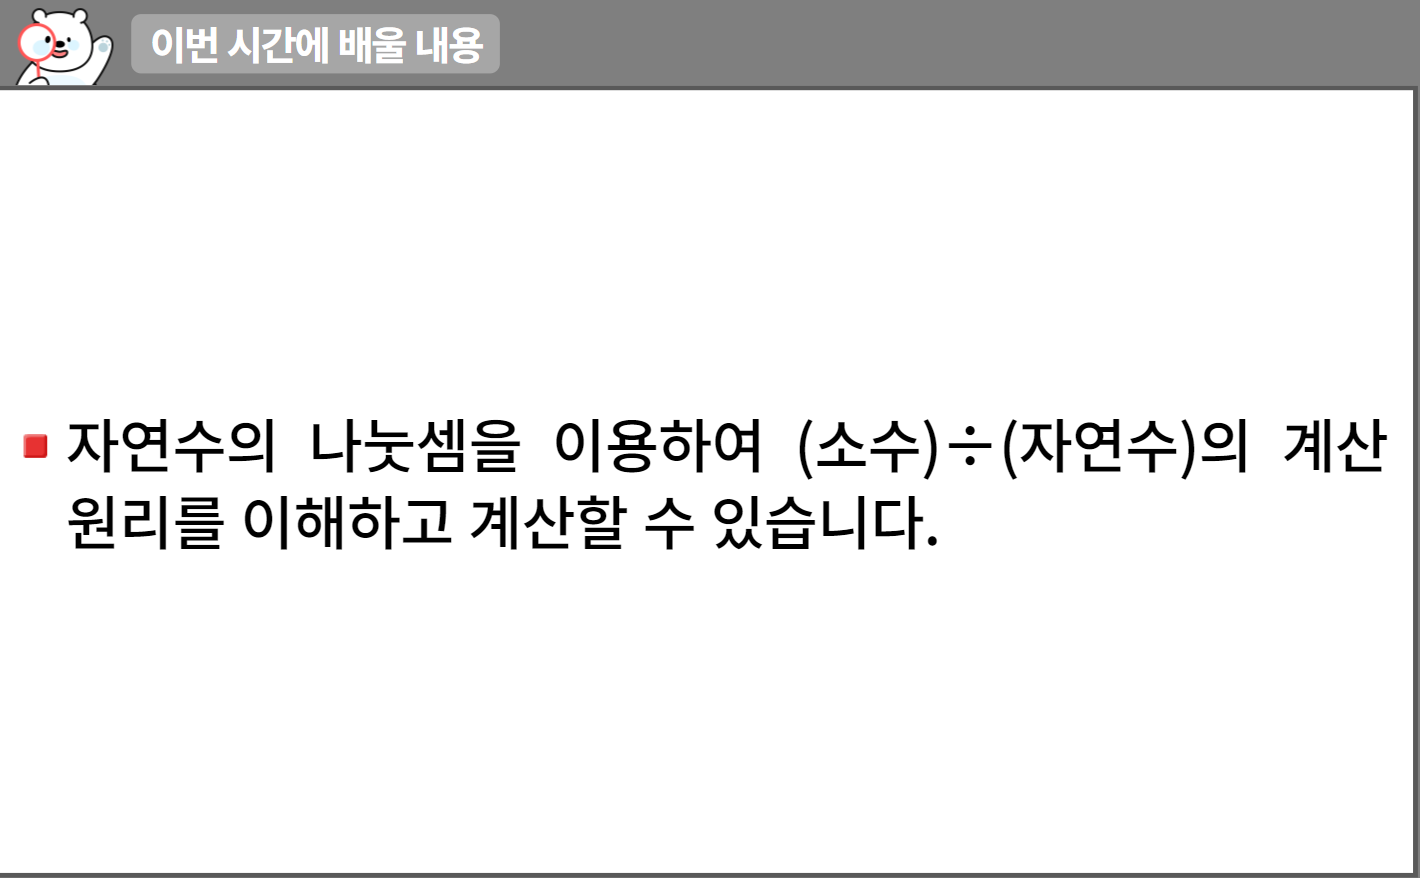 이번 시간에 배울 내용
자연수의 나눗셈을 이용하여 (소수)÷(자연수)의 계산
원리를 이해하고 계산할 수 있습니다.